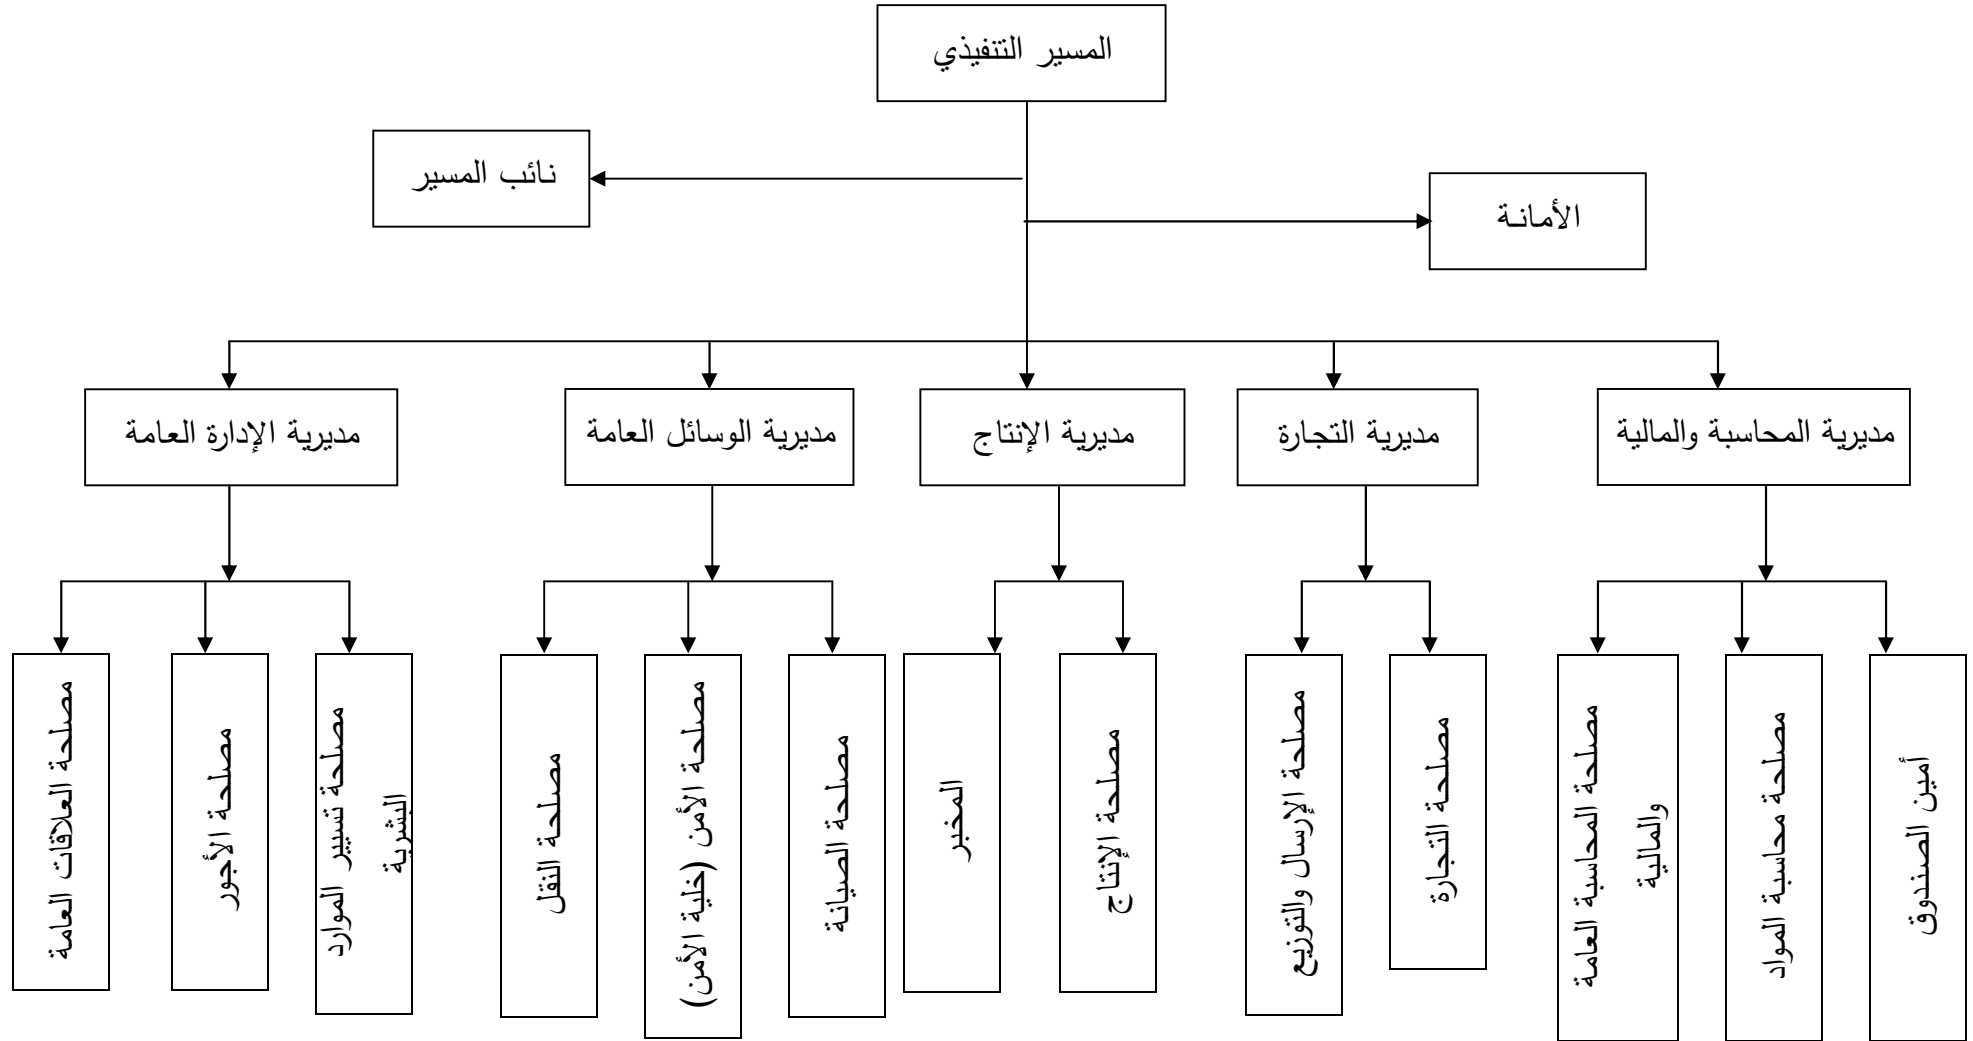 المسير التنفيذي
نائب المسير
الأمانة
مديرية المحاسبة والمالية
مديرية التجارة
مديرية الإنتاج
مديرية الوسائل العامة
مديرية الإدارة العامة
أمين الصندوق
مصلحة محاسبة المواد
مصلحة المحاسبة العامة
والمالية
مصلحة التجارة
مصلحة الإرسال والتوزيع
مصلحة الإنتاج
المخبر
مصلحة الصيانة
مصلحة الأمن (خلية الأمن)
مصلحة النقل
مصلحة تسيير الموارد
البشرية
مصلحة الأجور
مصلحة العلاقات العامة